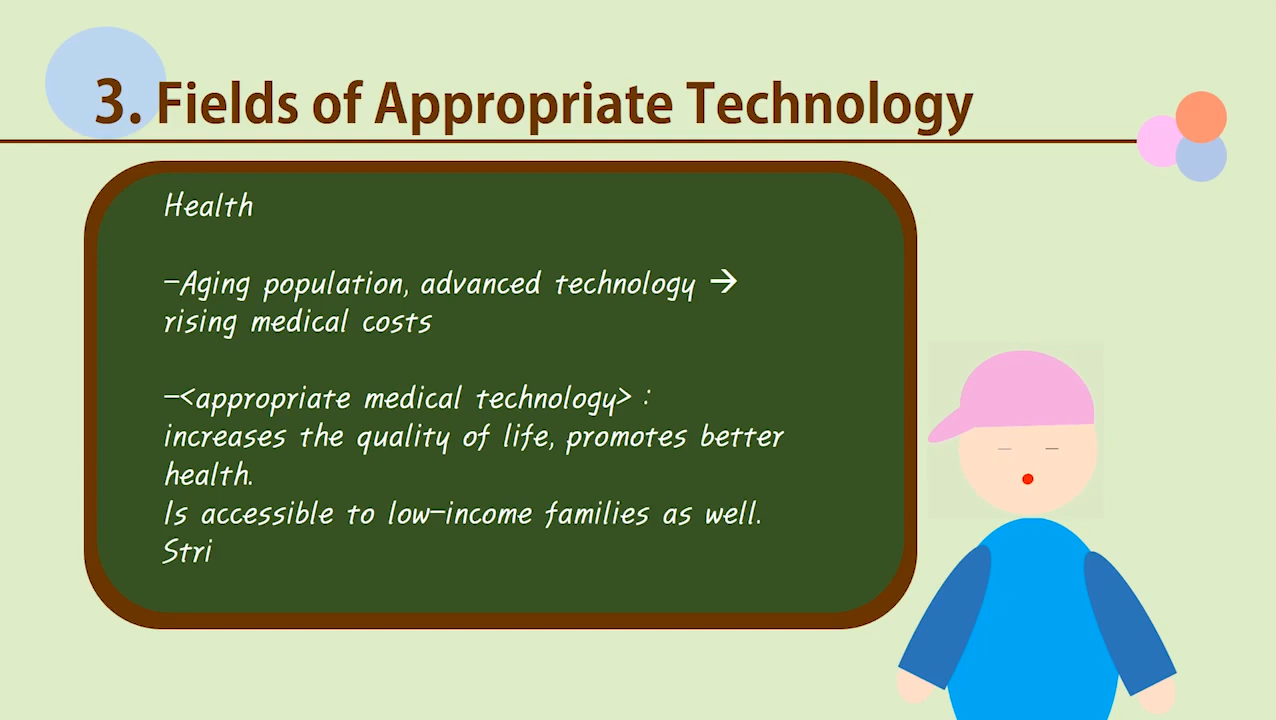 3. Fields of Appropriate Technology
Health
-Aging population, advanced technology →
rising medical costs
-<appropriate medical technology> :
increases the quality of life, promotes better
health.
Is accessible to low-income families as well.
Stri